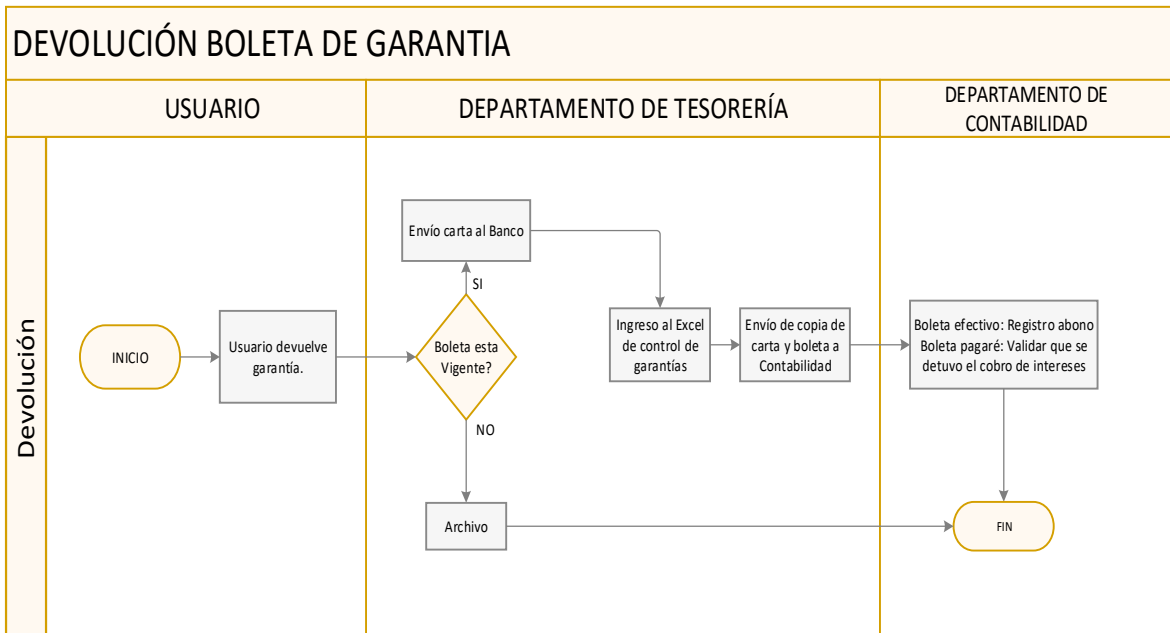 DEVOLUCIÓN BOLETA DE GARANTIA
USUARIO
DEPARTAMENTO DE TESORERÍA
DEPARTAMENTO DE
CONTABILIDAD
Devolución
INICIO
Usuario devuelve
garantía.
Boleta esta
Vigente?
SI
Envío carta al Banco
Ingreso al Excel
de control de
garantías
Envío de copia de
carta y boleta a
Contabilidad
Boleta efectivo: Registro abono
Boleta pagaré: Validar que se
detuvo el cobro de intereses
NO
Archivo
FIN